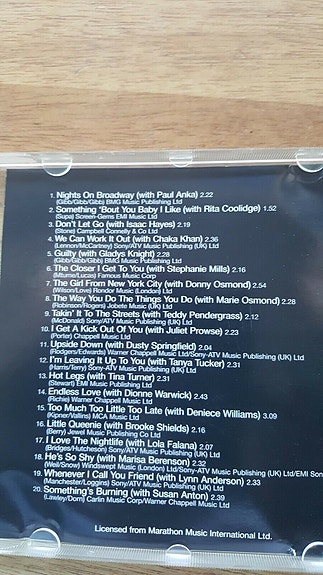 1. Nights On Broadway (with Paul Anka) 2.22
(Gibb/Gibb/Gibb) BMG Music Publishing Ltd
2. Something 'Bout You Baby I Like (with Rita Coolidge) 1.52
(Supa) Screen-Gems EMI Music Ltd
3. Don't Let Go (with Isaac Hayes) 2.19
(Stone) Campbell Connelly & Co Ltd
4. We Can Work It Out (with Chaka Khan) 2.36
(Lennon/McCartney) Sony/ATV Music Publishing (UK) Ltd
5. Guilty (with Gladys Knight) 2.28
(Gibb/Gibb/Gibb) BMG Music Publishing Ltd
6. The Closer I Get To You (with Stephanie Mills) 2.16
(Mtume/Lucas) Famous Music Corp
7. The Girl From New York City (with Donny Osmond) 2.54
(Wilson/Love) Rondor Music (London) Ltd
8. The Way You Do The Things You Do (with Marie Osmond) 2.28
(Robinson/Rogers) Jobete Music (UK) Ltd
9. Takin' It To The Streets (with Teddy Pendergrass) 2.12
(McDonald) Sony/ATV Music Publishing (UK) Ltd
10. I Get A Kick Out Of You (with Juliet Prowse) 2.23
(Porter) Chappell Music Ltd
11. Upside Down (with Dusty Springfield) 2.04
(Rodgers/Edwards) Warner Chappell Music Ltd/Sony-ATV Music Publishing (UK) Ltd
12. I'm Leaving It Up To You (with Tanya Tucker) 2.31
(Harris/Terry) Sony-ATV Music Publishing (UK) Ltd
13. Hot Legs (with Tina Turner) 2.31
(Stewart) EMI Music Publishing Ltd
14. Endless Love (with Dionne Warwick) 2.43
(Richie) Warner Chappell Music Ltd
15. Too Much Too Little Too Late (with Deniece Williams) 3.09
(Kipner/Vallins) MCA Music Ltd
16. Little Queenie (with Brooke Shields) 2.16
(Berry) Jewel Music Publishing Co Ltd
17. I Love The Nightlife (with Lola Falana) 2.07
(Bridges/Hutcheson) Sony/ATV Music Publishing (UK) Ltd
18. He's So Shy (with Marisa Berenson) 2.32
(Weil/Snow) Windswept Music (London) Ltd/Sony-ATV Music Publishing (UK) Ltd/EMI Son
19. Whenever I Call You Friend (with Lynn Anderson) 2.33
(Manchester/Loggins) Sony/ATV Music Publishing (UK) Ltd
20. Something's Burning (with Susan Anton) 2.39
(Lawley/Dorn) Carlin Music Corp/Warner Chappell Music Ltd
Licensed from Marathon Music International Ltd.